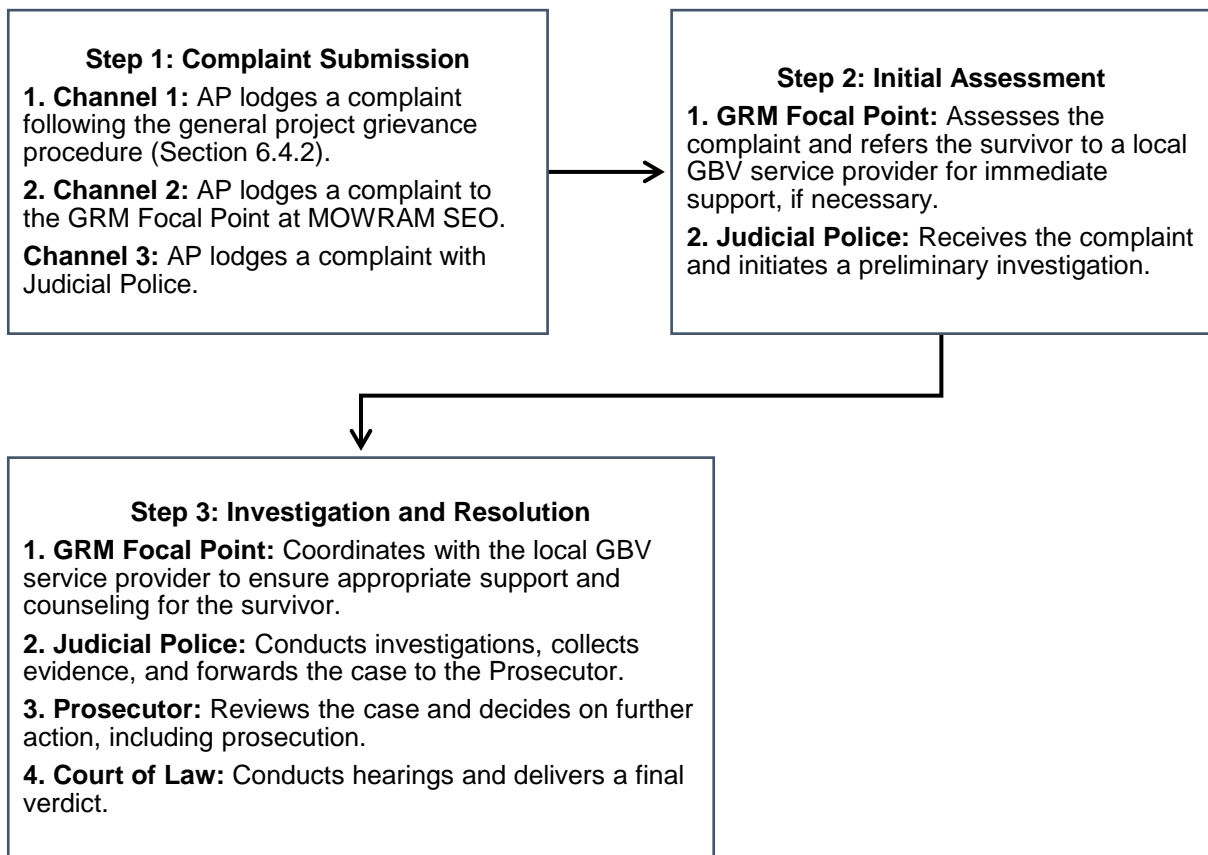 Step 1: Complaint Submission
1. Channel 1: AP lodges a complaint
following the general project grievance
procedure (Section 6.4.2).
2. Channel 2: AP lodges a complaint to
the GRM Focal Point at MOWRAM SEO.
Channel 3: AP lodges a complaint with
Judicial Police.
Step 2: Initial Assessment
1. GRM Focal Point: Assesses the
complaint and refers the survivor to a local
GBV service provider for immediate
support, if necessary.
2. Judicial Police: Receives the complaint
and initiates a preliminary investigation.
Step 3: Investigation and Resolution
1. GRM Focal Point: Coordinates with the local GBV
service provider to ensure appropriate support and
counseling for the survivor.
2. Judicial Police: Conducts investigations, collects
evidence, and forwards the case to the Prosecutor.
3. Prosecutor: Reviews the case and decides on further
action, including prosecution.
4. Court of Law: Conducts hearings and delivers a final
verdict.